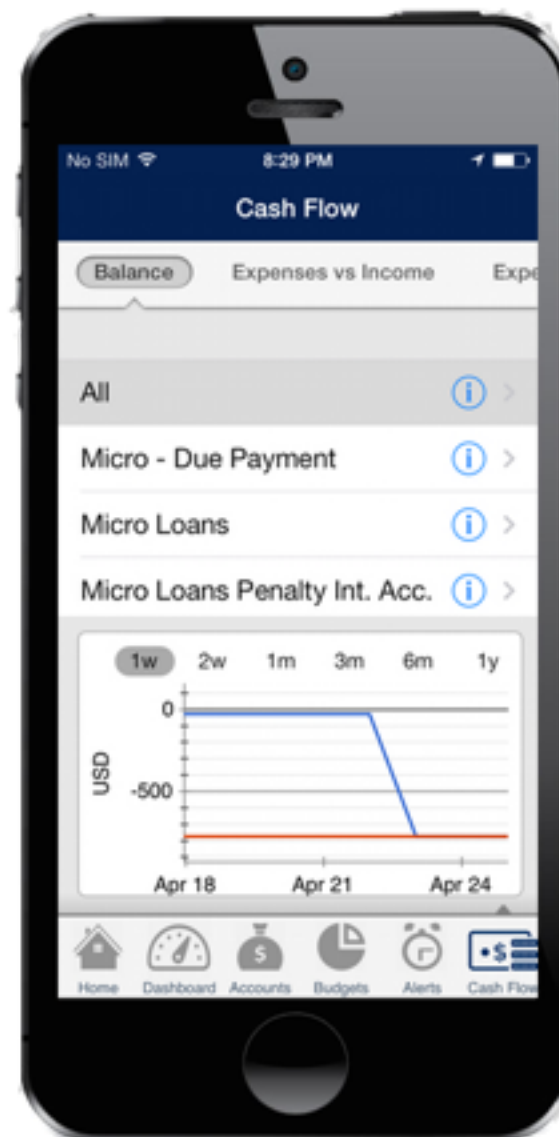 No SIM 8:29 PM
Cash Flow
Balance Expenses vs Income Expe
All
Micro - Due Payment
Micro Loans
Micro Loans Penalty Int. Acc.
1w 2w 1m 3m 6m 1y
0
USD
-500
Apr 18 Apr 21 Apr 24
$ $
Home Dashboard Accounts Budgets Alerts Cash Flow